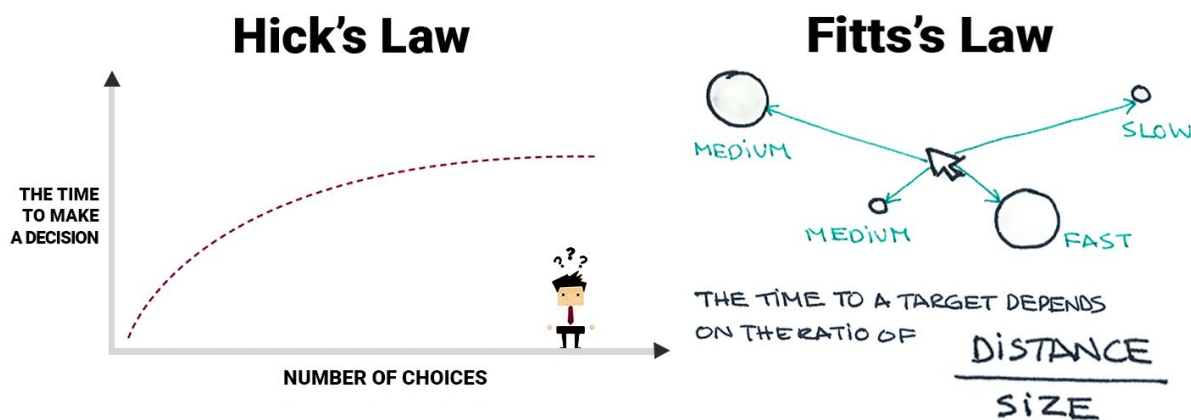 Hick's Law
THE TIME
TO MAKE
A DECISION
???
NUMBER OF CHOICES
Fitts's Law
MEDIUM
SLOW
MEDIUM
FAST
THE TIME TO A TARGET DEPENDS
ON THE RATIO OF
DISTANCE
SIZE